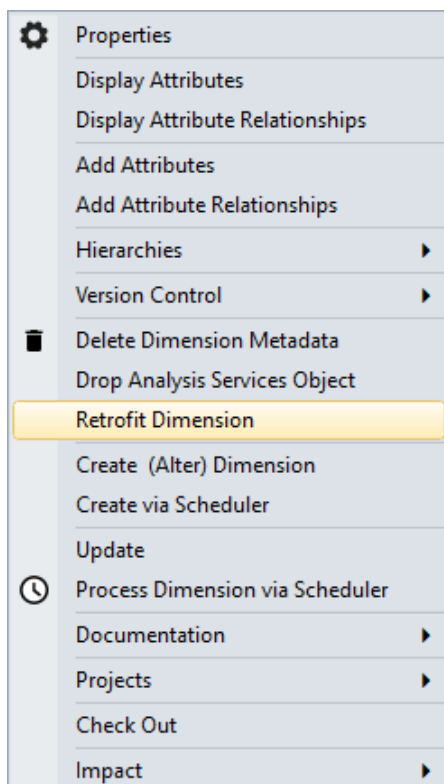 Properties
Display Attributes
Display Attribute Relationships
Add Attributes
Add Attribute Relationships
Hierarchies
Version Control
Delete Dimension Metadata
Drop Analysis Services Object
Retrofit Dimension
Create (Alter) Dimension
Create via Scheduler
Update
Process Dimension via Scheduler
Documentation
Projects
Check Out
Impact